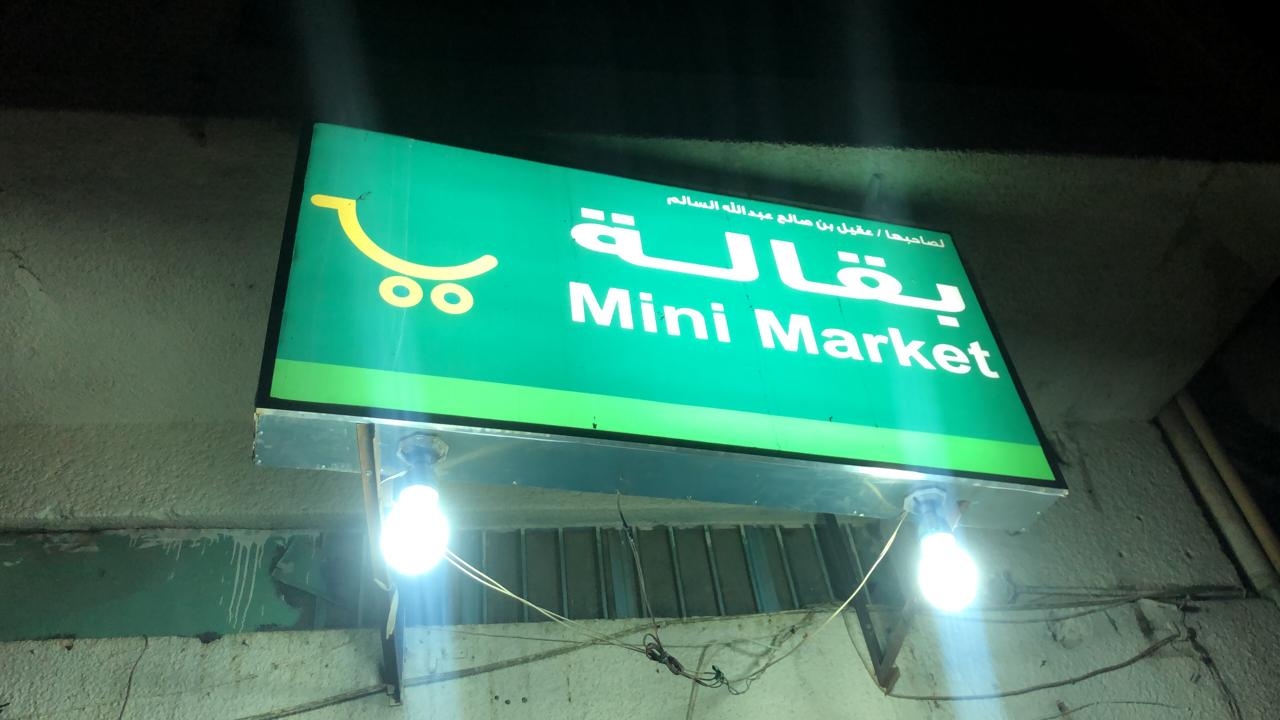 لصاحبها / عقيل بن صالح عبدالله السالم
بقالة
Mini Market